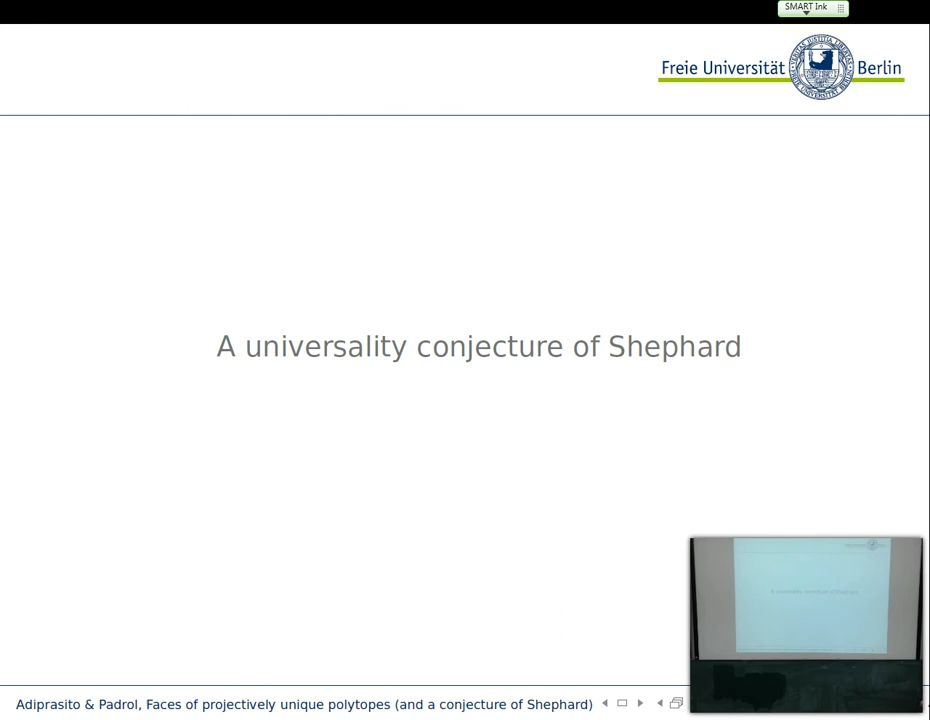 SMART Ink
Freie Universität Berlin
A universality conjecture of Shephard
Adiprasito & Padrol, Faces of projectively unique polytopes (and a conjecture of Shephard)